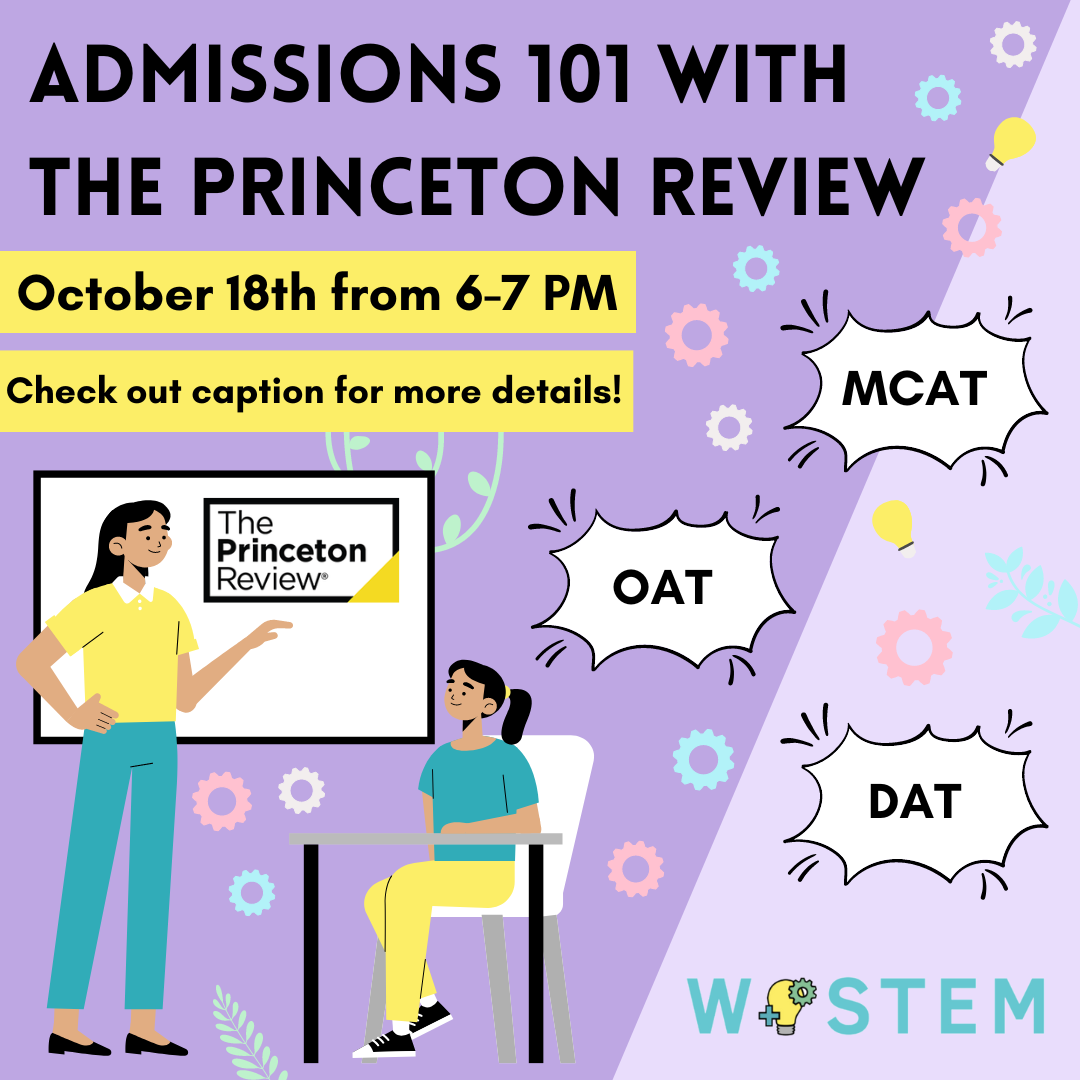 ADMISSIONS 101 WITH
THE PRINCETON REVIEW
October 18th from 6-7 PM
Check out caption for more details!
MCAT
The
Princeton
Review®
OAT
DAT
W STEM